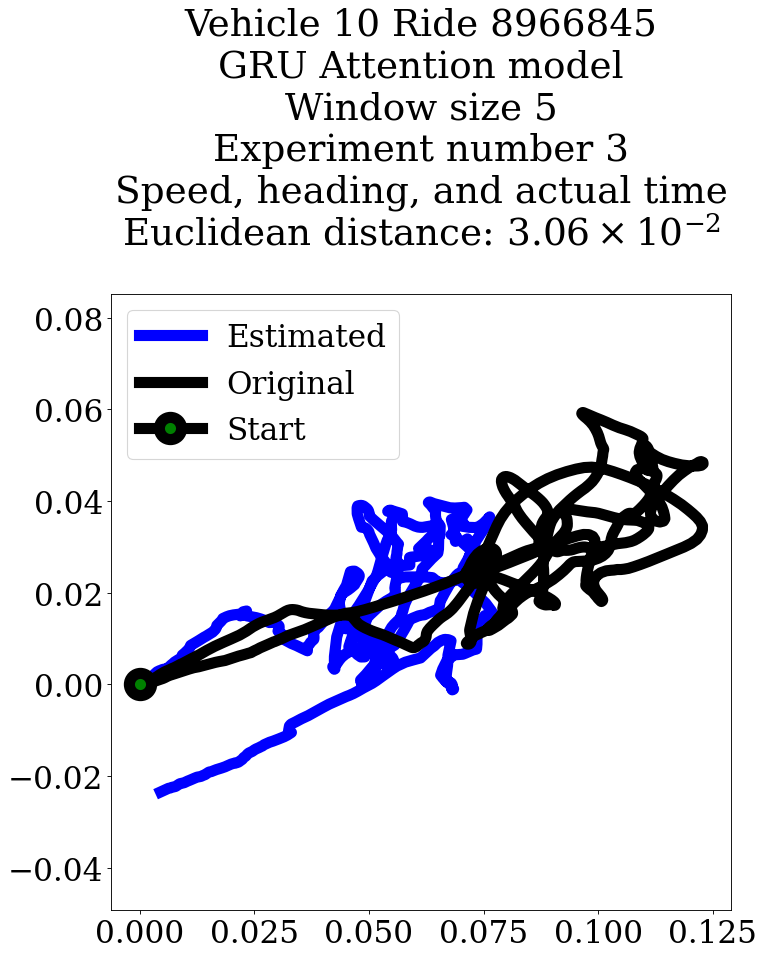 Vehicle 10 Ride 8966845
GRU Attention model
Window size 5
Experiment number 3
Speed, heading, and actual time
Euclidean distance: 3.06 × 10⁻²
Estimated
Original
Start
0.08
0.06
0.04
0.02
0.00
−0.02
−0.04
0.000 0.025 0.050 0.075 0.100 0.125